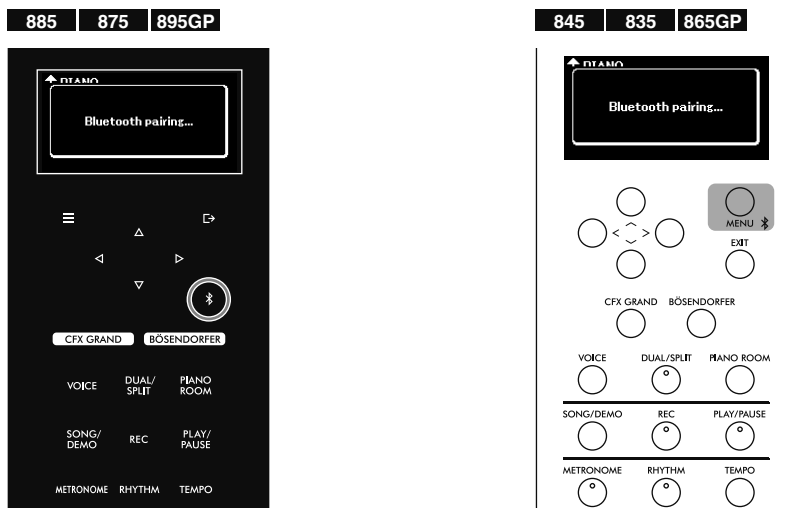 885 875 895GP
PIANO
Bluetooth pairing...
CFX GRAND BÖSENDORFER
VOICE DUAL/SPLIT PIANO ROOM
SONG/DEMO REC PLAY/PAUSE
METRONOME RHYTHM TEMPO
845 835 865GP
PIANO
Bluetooth pairing...
MENU
EXIT
CFX GRAND BÖSENDORFER
VOICE DUAL/SPLIT PIANO ROOM
SONG/DEMO REC PLAY/PAUSE
METRONOME RHYTHM TEMPO